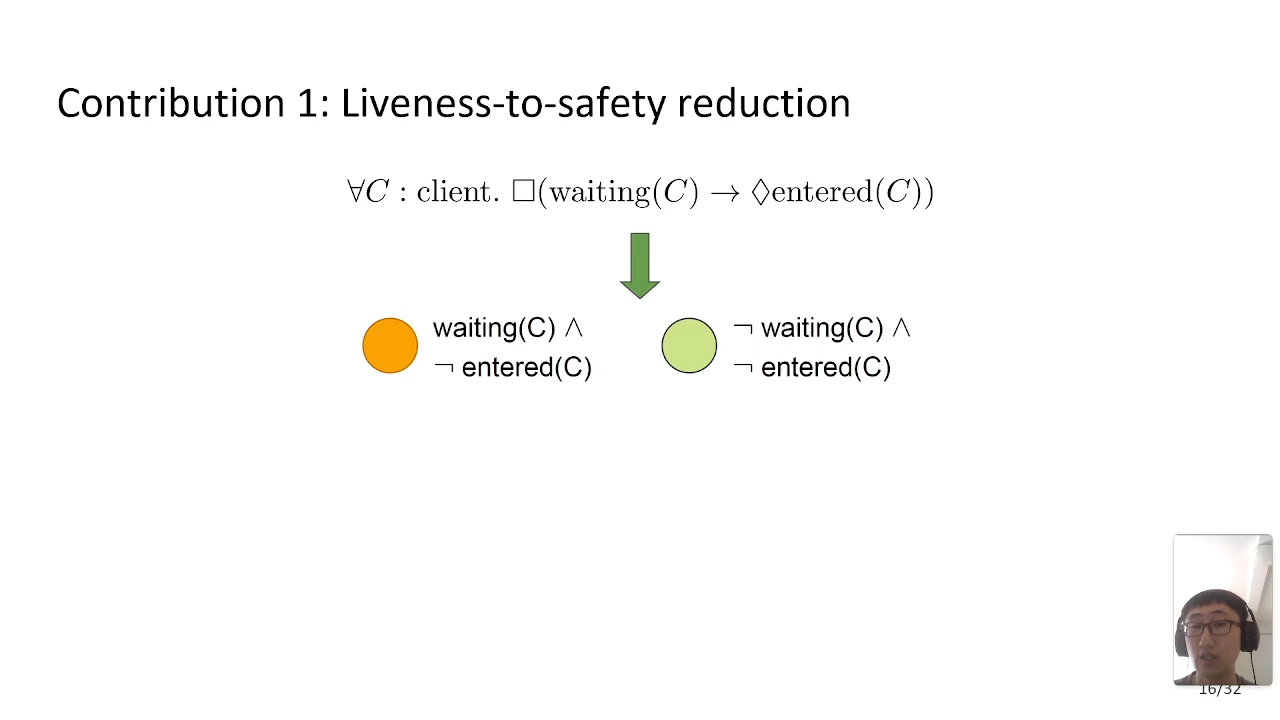 Contribution 1: Liveness-to-safety reduction
∀C : client. □(waiting(C) → ◇entered(C))
waiting(C) ∧
¬ entered(C)
¬ waiting(C) ∧
¬ entered(C)
16/32